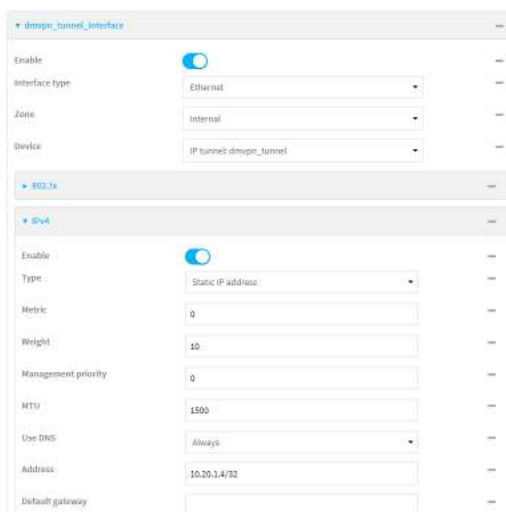 dmvpn_tunnel_interface
Enable
Interface type Ethernet
Zone Internal
Device IP tunnel: dmvpn_tunnel
802.1x
IPv4
Enable
Type Static IP address
Metric 0
Weight 10
Management priority 0
MTU 1500
Use DNS Always
Address 10.20.1.4/32
Default gateway